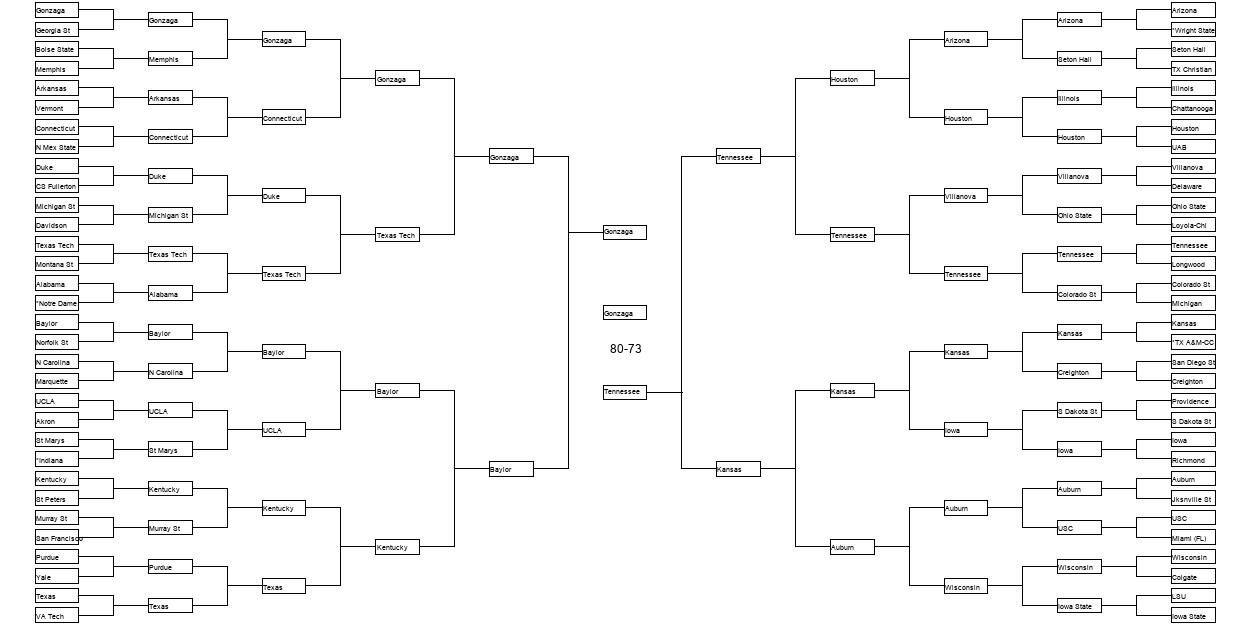 Gonzaga
Georgia St
Boise State
Memphis
Arkansas
Vermont
Connecticut
N Mex State
Duke
CS Fullerton
Michigan St
Davidson
Texas Tech
Montana St
Alabama
*Notre Dame
Baylor
Norfolk St
N Carolina
Marquette
UCLA
Akron
St Marys
*Indiana
Kentucky
St Peters
Murray St
San Francisco
Purdue
Yale
Texas
VA Tech
Gonzaga
Memphis
Arkansas
Connecticut
Duke
Michigan St
Texas Tech
Alabama
Baylor
N Carolina
UCLA
St Marys
Kentucky
Murray St
Purdue
Texas
Gonzaga
Connecticut
Duke
Texas Tech
Baylor
UCLA
Kentucky
Texas
Gonzaga
Texas Tech
Baylor
Kentucky
Gonzaga
Baylor
Gonzaga
Gonzaga
80-73
Tennessee
Tennessee
Kansas
Houston
Tennessee
Kansas
Auburn
Arizona
Houston
Villanova
Tennessee
Kansas
Iowa
Auburn
Wisconsin
Arizona
Seton Hall
Illinois
Houston
Villanova
Ohio State
Tennessee
Colorado St
Kansas
Creighton
S Dakota St
Iowa
Auburn
USC
Wisconsin
Iowa State
Arizona
*Wright State
Seton Hall
TX Christian
Illinois
Chattanooga
Houston
UAB
Villanova
Delaware
Ohio State
Loyola-Chi
Tennessee
Longwood
Colorado St
Michigan
Kansas
*TX A&M-CC
San Diego St
Creighton
Providence
S Dakota St
Iowa
Richmond
Auburn
Jksnville St
USC
Miami (FL)
Wisconsin
Colgate
LSU
Iowa State